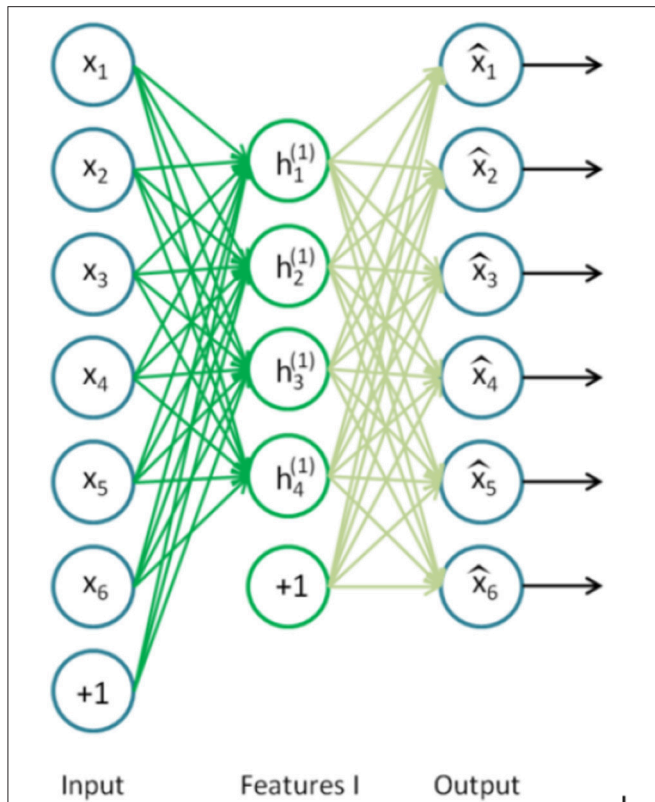 x₁
x₂
x₃
x₄
x₅
x₆
+1
h₁⁽¹⁾
h₂⁽¹⁾
h₃⁽¹⁾
h₄⁽¹⁾
+1
x̂₁
x̂₂
x̂₃
x̂₄
x̂₅
x̂₆
Input Features I Output